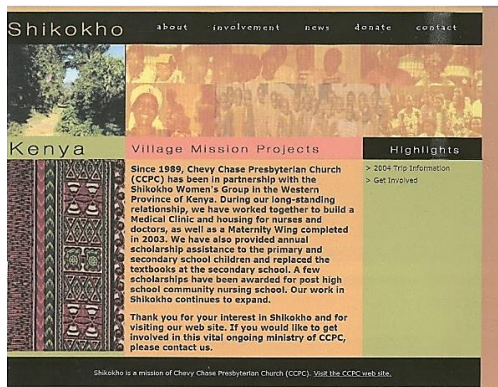 Shikokho
about involvement news donate contact
Kenya
Village Mission Projects
Highlights
Since 1989, Chevy Chase Presbyterian Church
(CCPC) has been in partnership with the
Shikokho Women's Group in the Western
Province of Kenya. During our long-standing
relationship, we have worked together to build a
Medical Clinic and housing for nurses and
doctors, as well as a Maternity Wing completed
in 2003. We have also provided annual
scholarship assistance to the primary and
secondary school children and replaced the
textbooks at the secondary school. A few
scholarships have been awarded for post high
school community nursing school. Our work in
Shikokho continues to expand.
Thank you for your interest in Shikokho and for
visiting our web site. If you would like to get
involved in this vital ongoing ministry of CCPC,
please contact us.
> 2004 Trip Information
> Get Involved
Shikokho is a mission of Chevy Chase Presbyterian Church (CCPC). Visit the CCPC web site.